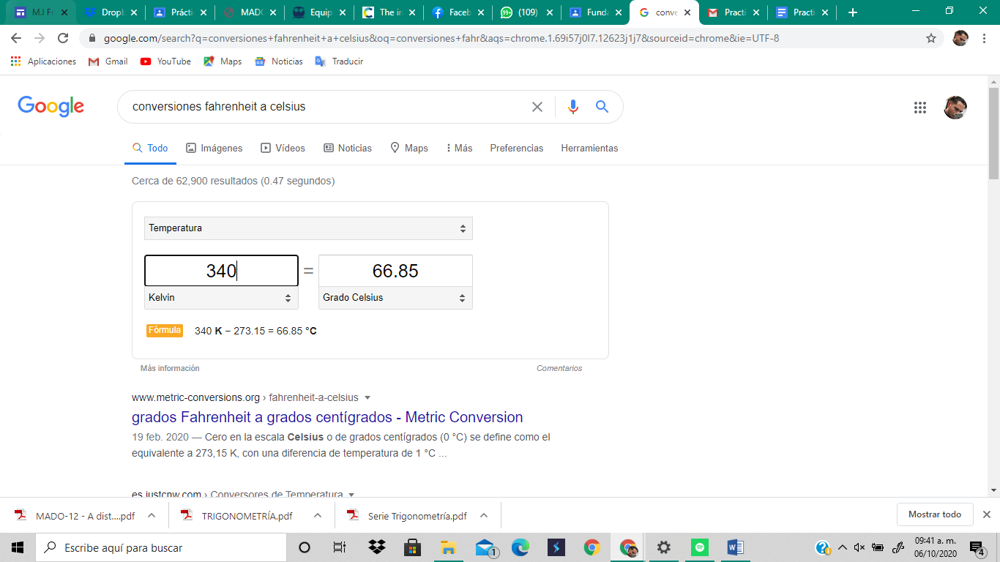 M.I Fr
Dropl
Prácti
MADO
Equip
The in
Faceb
99+ (109)
Funda
conve
Practi
Practi
google.com/search?q=conversiones+fahrenheit+a+celsius&oq=conversiones+fahr&aqs=chrome.1.69i57j0l7.12623j1j7&sourceid=chrome&ie=UTF-8
Aplicaciones Gmail YouTube Maps Noticias Traducir
Google
conversiones fahrenheit a celsius
Todo Imágenes Vídeos Noticias Maps Más Preferencias Herramientas
Cerca de 62,900 resultados (0.47 segundos)
Temperatura
340 = 66.85
Kelvin Grado Celsius
Fórmula 340 K − 273.15 = 66.85 °C
Más información Comentarios
www.metric-conversions.org › fahrenheit-a-celsius
grados Fahrenheit a grados centígrados - Metric Conversion
19 feb. 2020 — Cero en la escala Celsius o de grados centígrados (0 °C) se define como el
equivalente a 273,15 K, con una diferencia de temperatura de 1 °C ...
es.justcnw.com › Conversores de Temperatura
MADO-12 - A dist....pdf TRIGONOMETRÍA.pdf Serie Trigonometría.pdf Mostrar todo
Escribe aquí para buscar
1
09:41 a. m.
06/10/2020
4